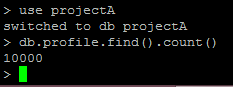 > use projectA
switched to db projectA
> db.profile.find().count()
10000
>